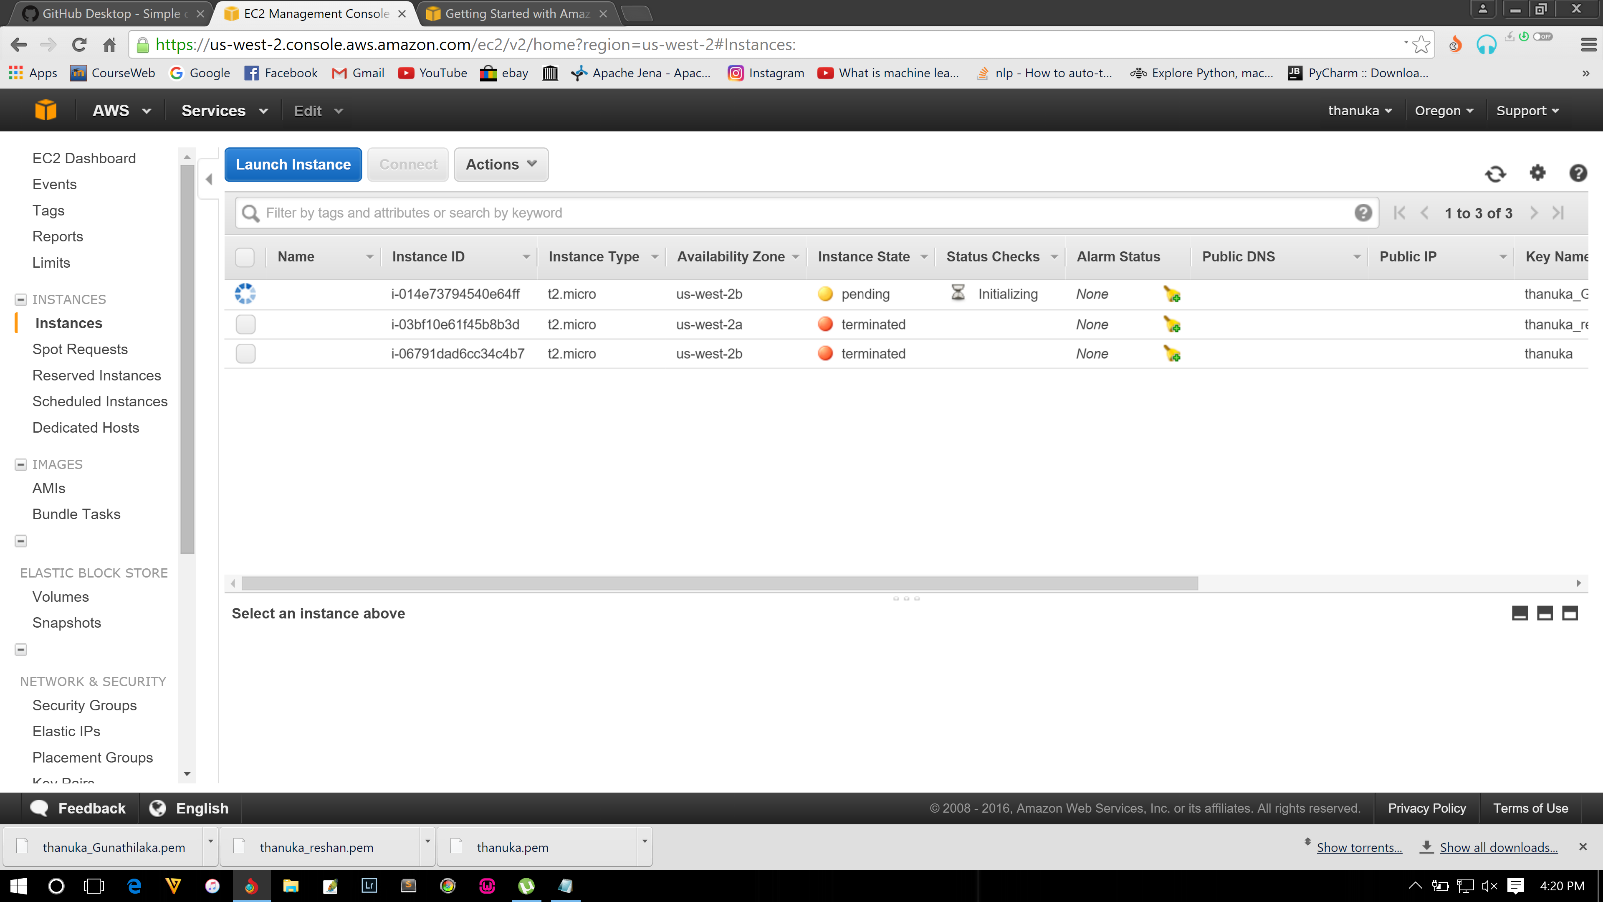 GitHub Desktop - Simple
EC2 Management Console
Getting Started with Amaz
https://us-west-2.console.aws.amazon.com/ec2/v2/home?region=us-west-2#Instances:
Apps CourseWeb Google Facebook Gmail YouTube ebay Apache Jena - Apac... Instagram What is machine lea... nlp - How to auto-t... Explore Python, mac... PyCharm :: Downloa... »
AWS Services Edit thanuka Oregon Support
EC2 Dashboard
Events
Tags
Reports
Limits
INSTANCES
Instances
Spot Requests
Reserved Instances
Scheduled Instances
Dedicated Hosts
IMAGES
AMIs
Bundle Tasks
ELASTIC BLOCK STORE
Volumes
Snapshots
NETWORK & SECURITY
Security Groups
Elastic IPs
Placement Groups
Key Pairs
Launch Instance Connect Actions
Filter by tags and attributes or search by keyword
1 to 3 of 3
Name Instance ID Instance Type Availability Zone Instance State Status Checks Alarm Status Public DNS Public IP Key Name
i-014e73794540e64ff t2.micro us-west-2b pending Initializing None thanuka_G
i-03bf10e61f45b8b3d t2.micro us-west-2a terminated None thanuka_re
i-06791dad6cc34c4b7 t2.micro us-west-2b terminated None thanuka
Select an instance above
Feedback English © 2008 - 2016, Amazon Web Services, Inc. or its affiliates. All rights reserved. Privacy Policy Terms of Use
thanuka_Gunathilaka.pem thanuka_reshan.pem thanuka.pem Show torrents... Show all downloads...
Lr 4:20 PM